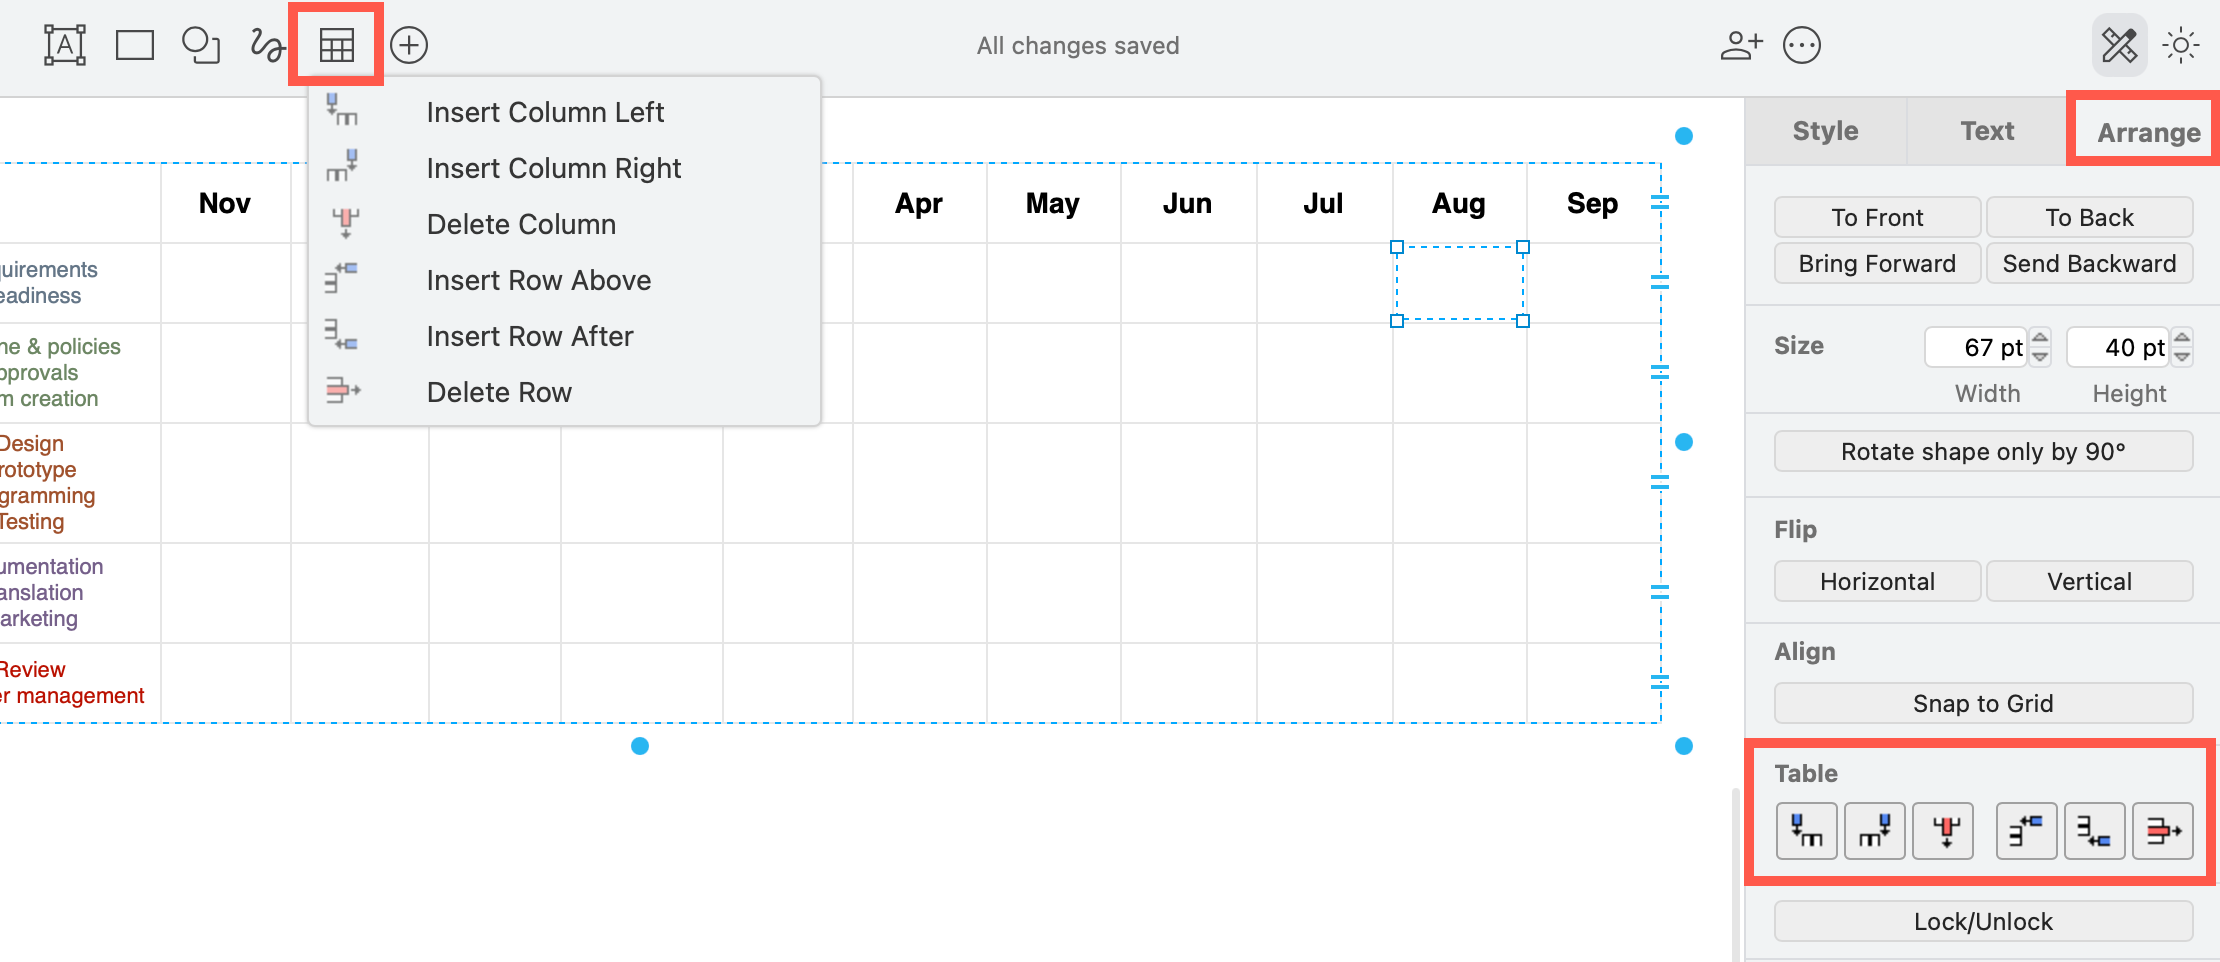 A
All changes saved
Insert Column Left
Insert Column Right
Delete Column
Insert Row Above
Insert Row After
Delete Row
Style Text Arrange
Nov Apr May Jun Jul Aug Sep
quirements
eadiness
ne & policies
pprovals
m creation
Design
rototype
gramming
Testing
umentation
anslation
arketing
Review
er management
To Front To Back
Bring Forward Send Backward
Size 67 pt 40 pt
Width Height
Rotate shape only by 90°
Flip
Horizontal Vertical
Align
Snap to Grid
Table
Lock/Unlock